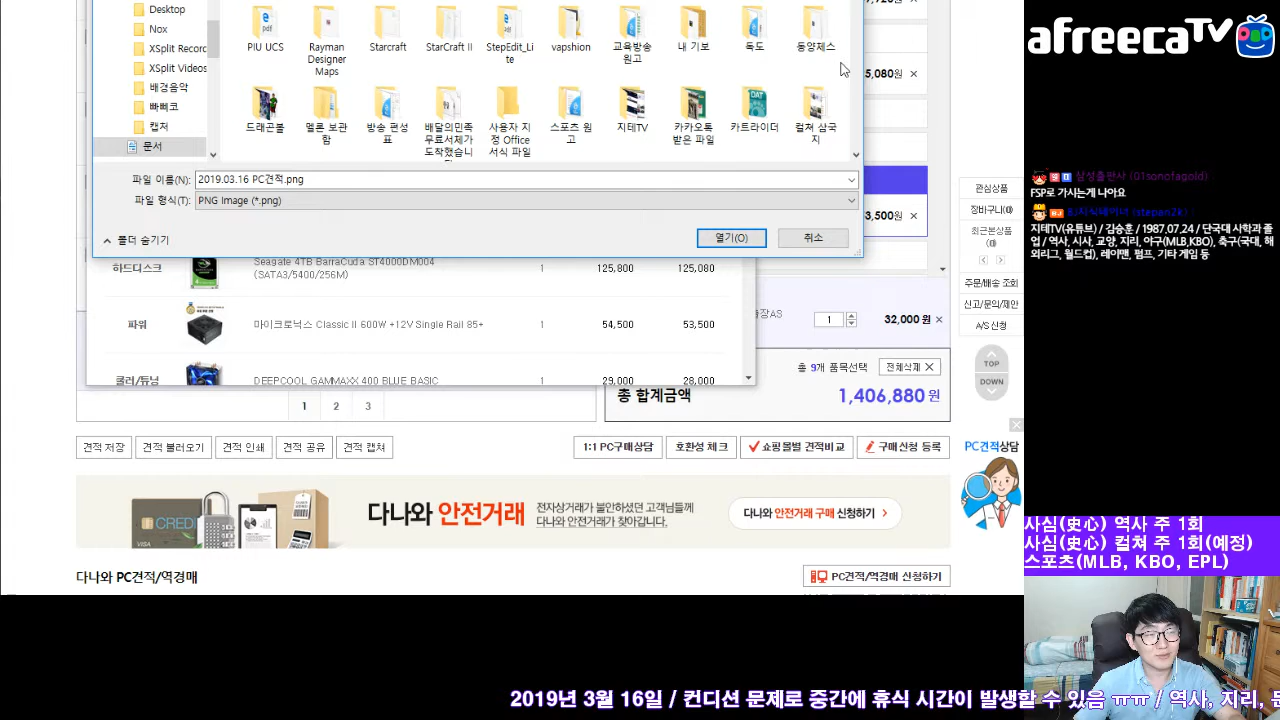 Desktop
Nox
XSplit Record
XSplit Videos
배경음악
빠삐코
캡처
문서
PIU UCS
Rayman
Designer
Maps
Starcraft
StarCraft II
StepEdit_Li
te
vapshion
교육방송
원고
내 기보
독도
동양제스
드래곤볼
멜론 보관
함
방송 편성
표
배달의민족
무료서체가
도착했습니
사용자 지
정 Office
서식 파일
스포츠 원
고
지테TV
카카오톡
받은 파일
카트라이더
컬쳐 삼국
지
파일 이름(N): 2019.03.16 PC견적.png
파일 형식(T): PNG Image (*.png)
폴더 숨기기
열기(O)
취소
5,080원
3,500원
하드디스크
Seagate 4TB BarraCuda ST4000DM004
(SATA3/5400/256M)
1
125,800
125,080
파워
마이크로닉스 Classic II 600W +12V Single Rail 85+
1
54,500
53,500
쿨러/튜닝
DEEPCOOL GAMMAXX 400 BLUE BASIC
1
29,000
28,000
1 2 3
1
32,000 원
총 9개 품목선택
전체삭제
총 합계금액
1,406,880 원
견적 저장
견적 불러오기
견적 인쇄
견적 공유
견적 캡쳐
1:1 PC구매상담
호환성 체크
쇼핑몰별 견적비교
구매신청 등록
CREDIT
VISA
다나와 안전거래
전자상거래가 불안하셨던 고객님들께
다나와 안전거래가 찾아갑니다.
다나와 안전거래 구매 신청하기
다나와 PC견적/역경매
PC견적/역경매 신청하기
관심상품
장바구니(0)
최근본상품
(0)
주문/배송 조회
신고/문의/제안
A/S 신청
TOP
DOWN
PC견적상담
afreecaTV
삼성출판사 (01sonofagold)
FSP로 가시는게 나아요
BJ지식테이너 (stepan2k) :
지테TV(유튜브) / 김승훈 / 1987.07.24 / 단국대 사학과 졸
업 / 역사, 시사, 교양, 지리, 야구(MLB,KBO), 축구(국대, 해
외리그, 월드컵), 레이맨, 펌프, 기타 게임 등
사심(史心) 역사 주 1회
사심(史心) 컬쳐 주 1회(예정)
스포츠(MLB, KBO, EPL)
2019년 3월 16일 / 컨디션 문제로 중간에 휴식 시간이 발생할 수 있음 ㅠㅠ / 역사, 지리,